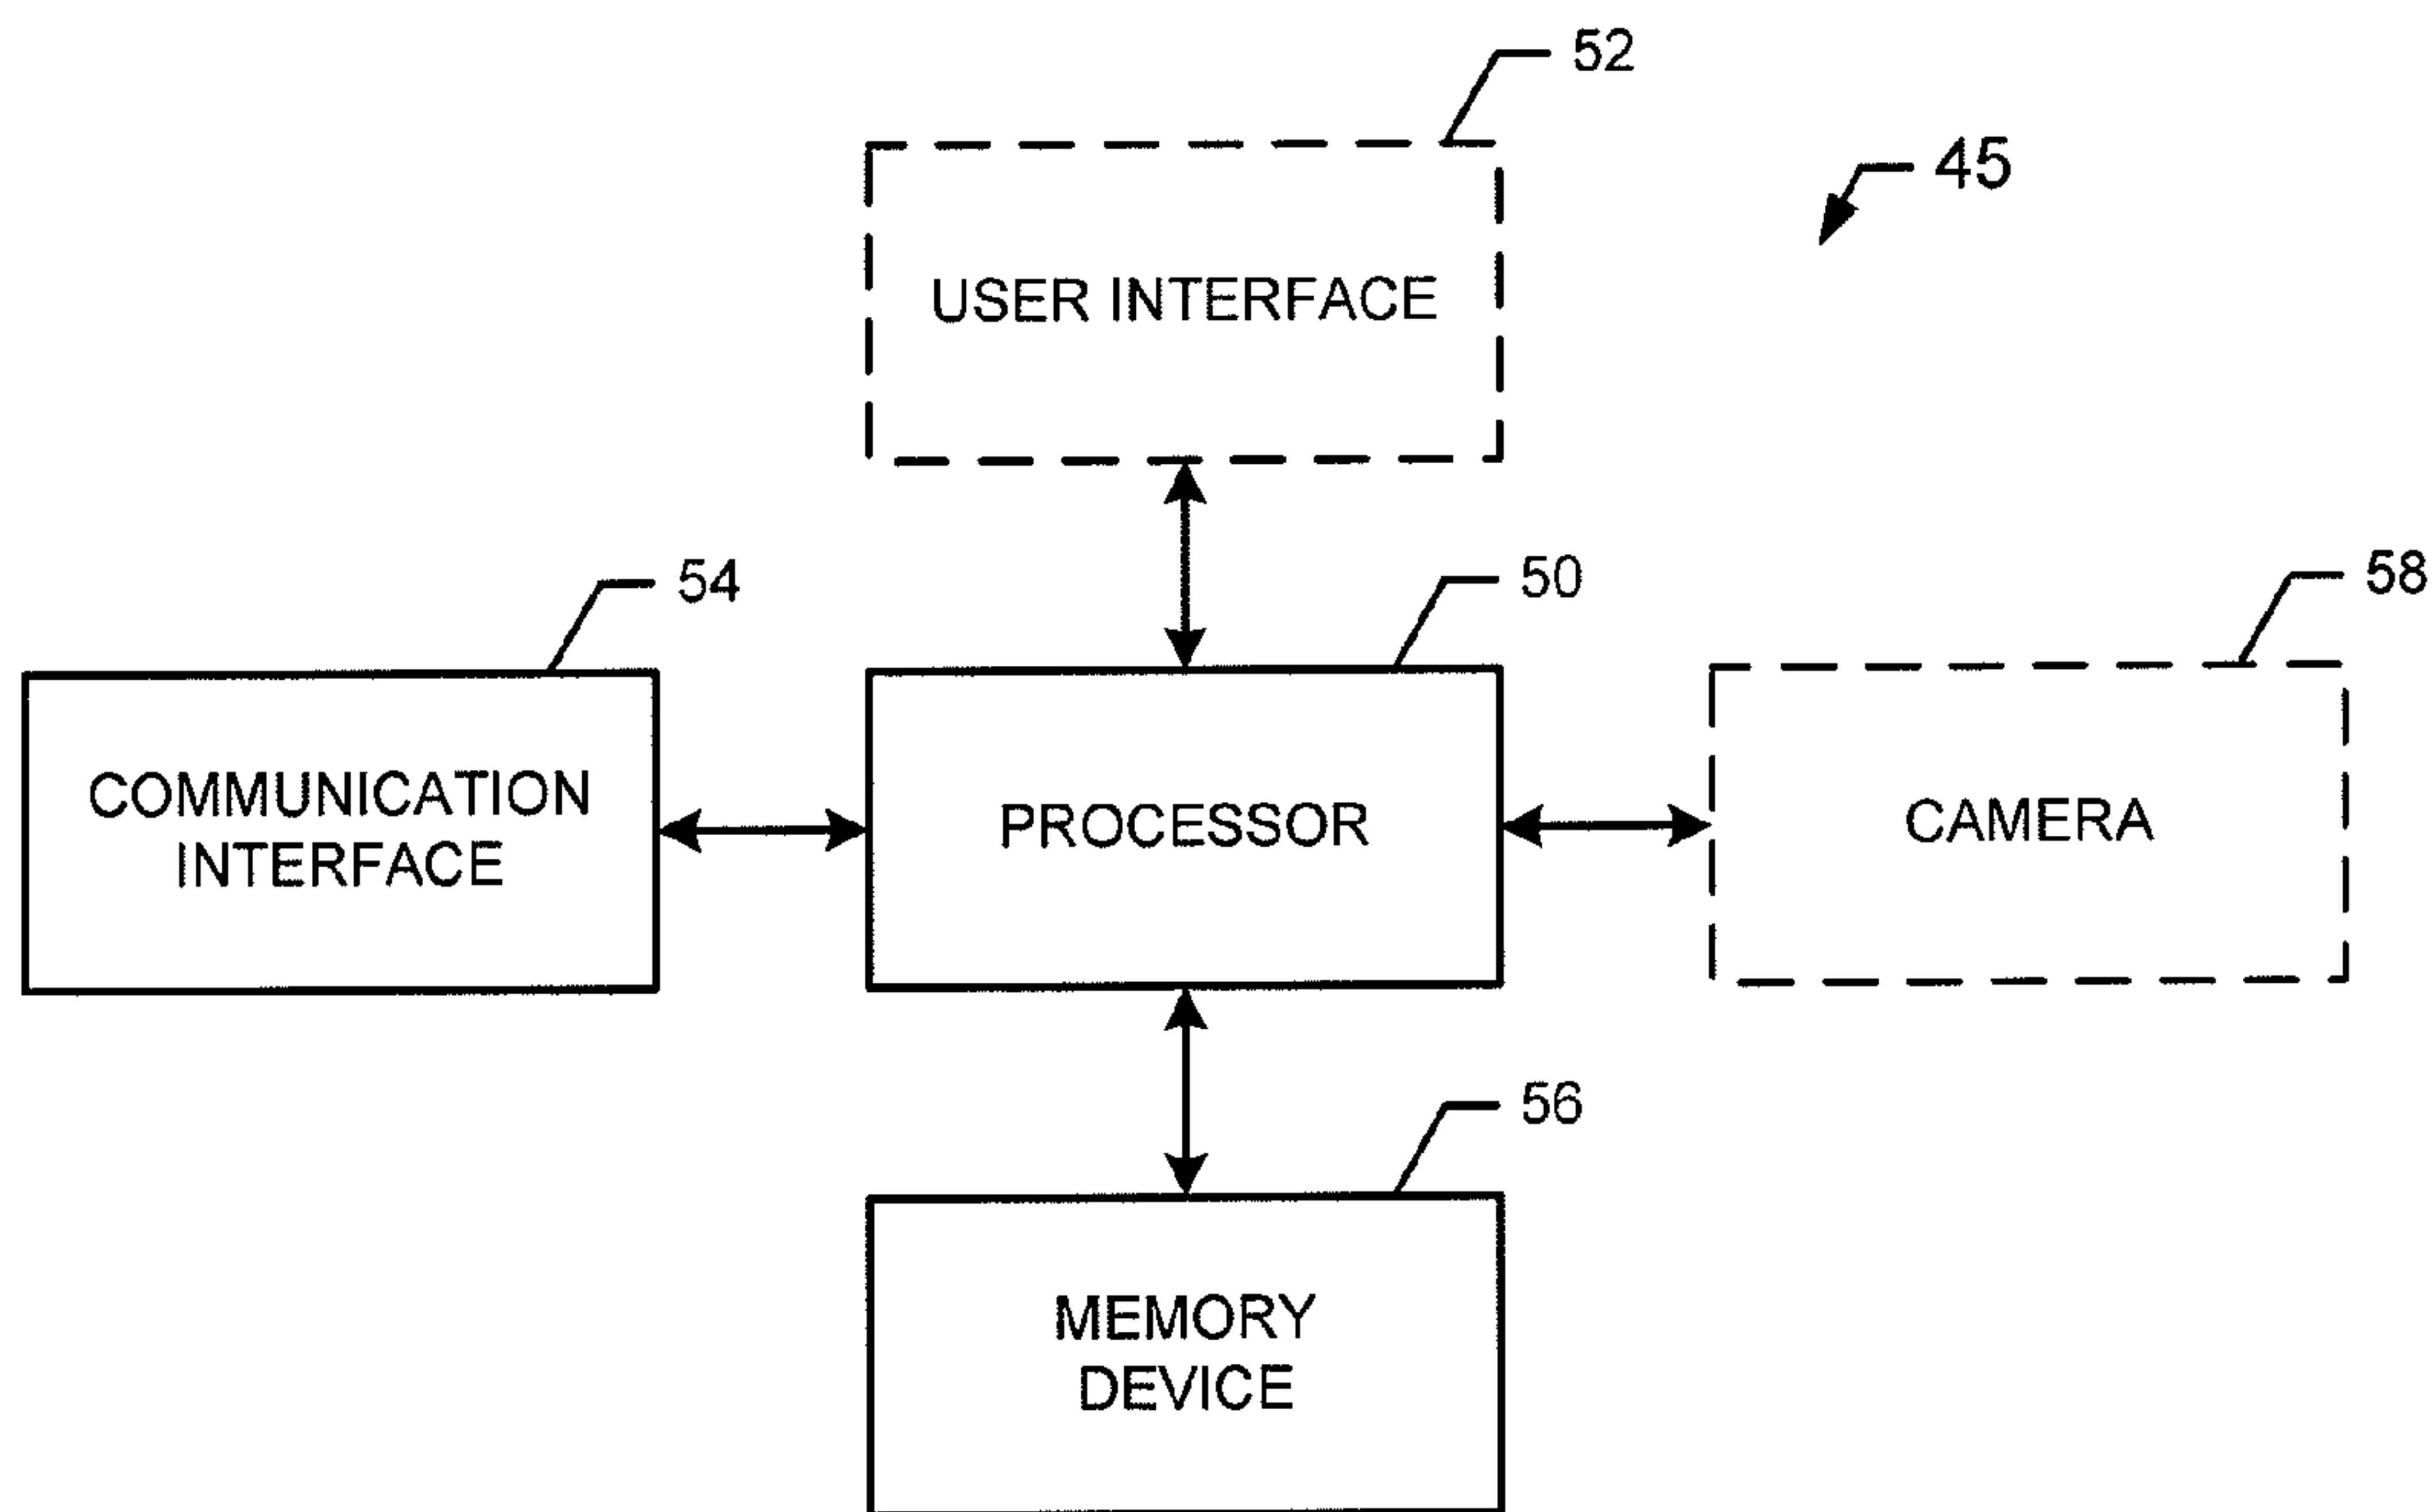 52
45
USER INTERFACE
54
50
58
COMMUNICATION
INTERFACE
PROCESSOR
CAMERA
56
MEMORY
DEVICE